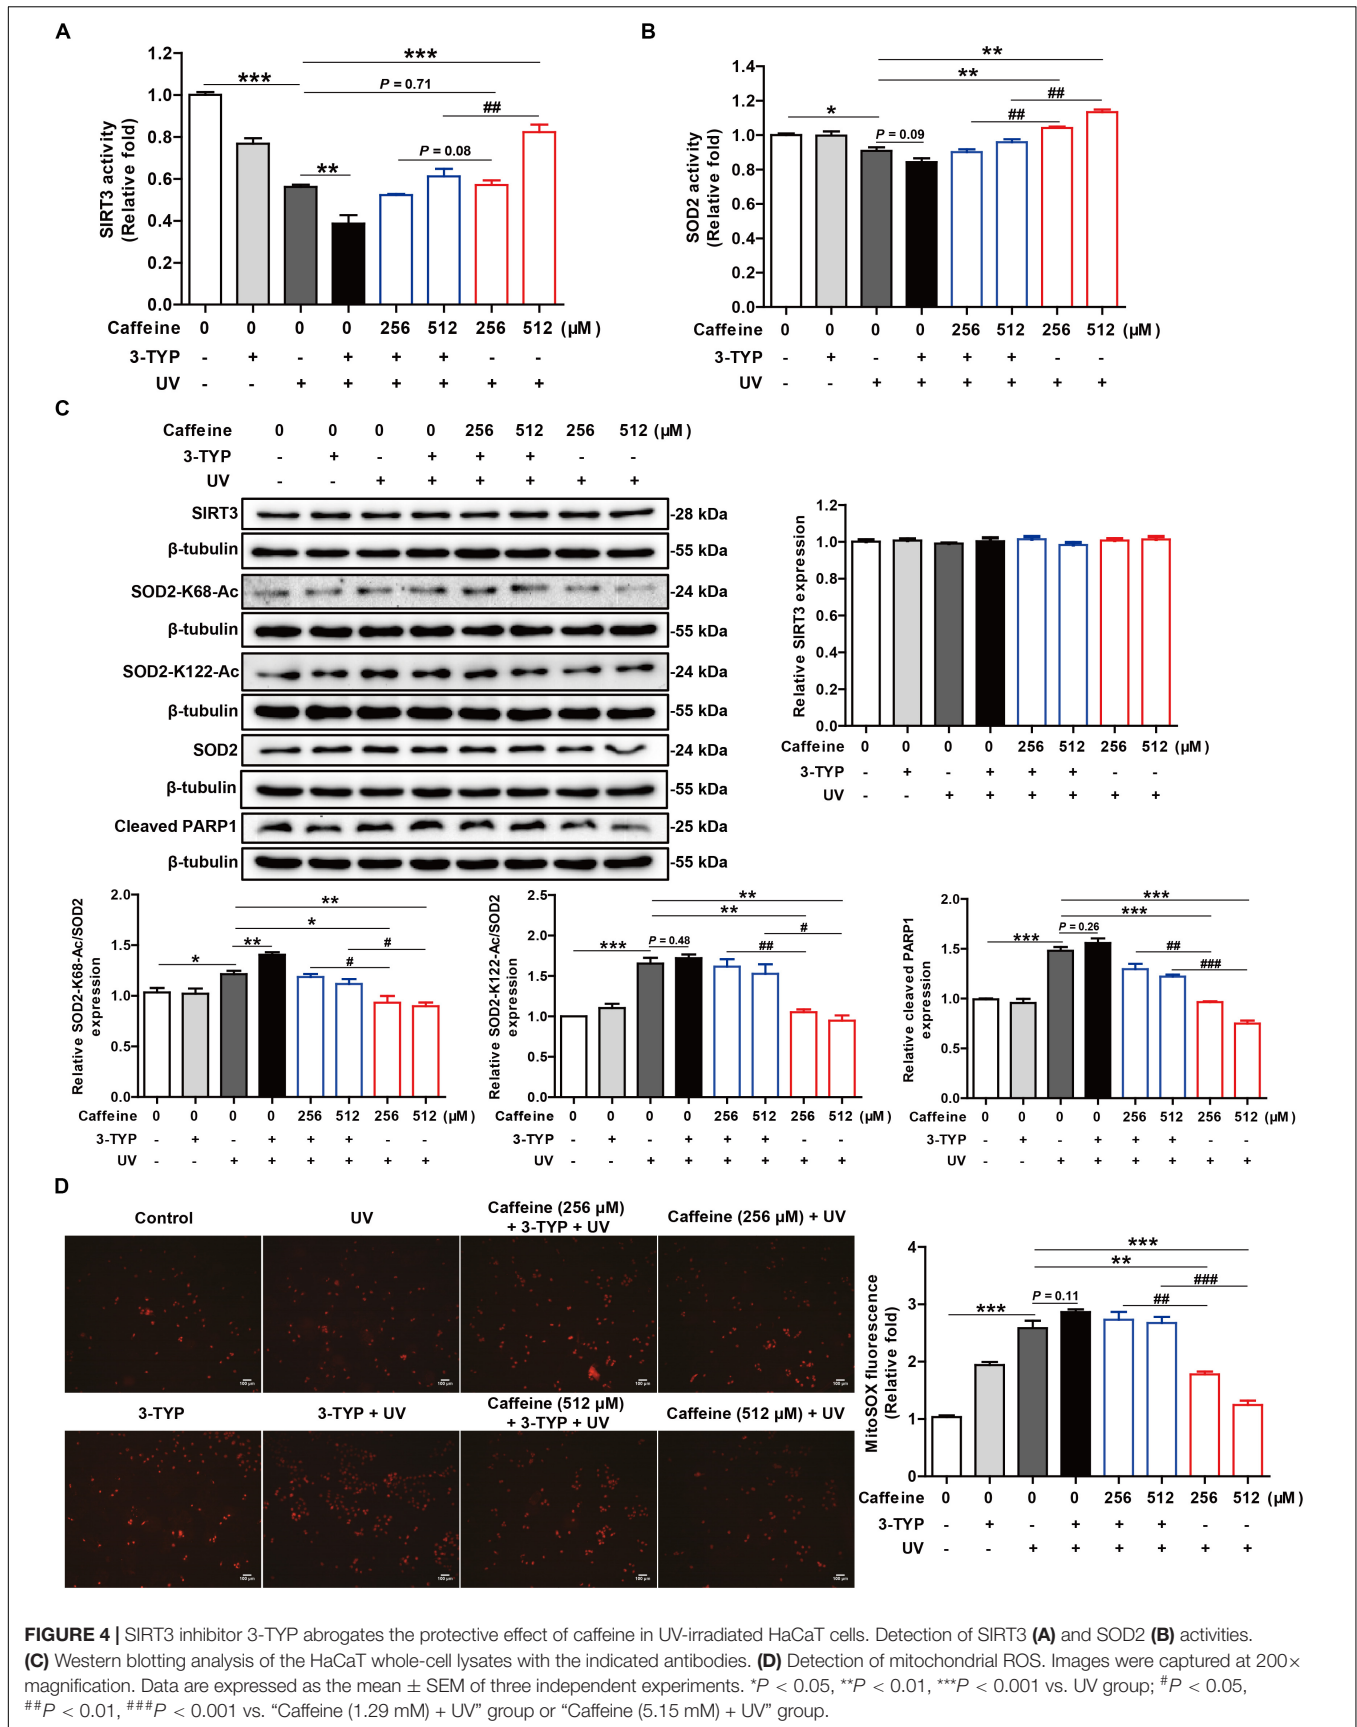 A
1.2
1.0
0.8
0.6
0.4
0.2
0.0
SIRT3 activity
(Relative fold)
***
***
P = 0.71
##
P = 0.08
**
Caffeine 0 0 0 0 256 512 256 512 (μM)
3-TYP - + - + + + - -
UV - - + + + + + +
B
1.4
1.2
1.0
0.8
0.6
0.4
0.2
0.0
SOD2 activity
(Relative fold)
**
**
##
##
*
P = 0.09
Caffeine 0 0 0 0 256 512 256 512 (μM)
3-TYP - + - + + + - -
UV - - + + + + + +
C
Caffeine 0 0 0 0 256 512 256 512 (μM)
3-TYP - + - + + + - -
UV - - + + + + + +
SIRT3 -28 kDa
β-tubulin -55 kDa
SOD2-K68-Ac -24 kDa
β-tubulin -55 kDa
SOD2-K122-Ac -24 kDa
β-tubulin -55 kDa
SOD2 -24 kDa
β-tubulin -55 kDa
Cleaved PARP1 -25 kDa
β-tubulin -55 kDa
1.2
1.0
0.8
0.6
0.4
0.2
0.0
Relative SIRT3 expression
Caffeine 0 0 0 0 256 512 256 512 (μM)
3-TYP - + - + + + - -
UV - - + + + + + +
2.0
1.5
1.0
0.5
0.0
Relative SOD2-K68-Ac/SOD2
expression
**
*
**
#
*
#
Caffeine 0 0 0 0 256 512 256 512 (μM)
3-TYP - + - + + + - -
UV - - + + + + + +
2.5
2.0
1.5
1.0
0.5
0.0
Relative SOD2-K122-Ac/SOD2
expression
**
**
#
***
P = 0.48
##
Caffeine 0 0 0 0 256 512 256 512 (μM)
3-TYP - + - + + + - -
UV - - + + + + + +
2.0
1.5
1.0
0.5
0.0
Relative cleaved PARP1
expression
***
***
P = 0.26
***
##
###
Caffeine 0 0 0 0 256 512 256 512 (μM)
3-TYP - + - + + + - -
UV - - + + + + + +
D
Control
UV
Caffeine (256 μM)
+ 3-TYP + UV
Caffeine (256 μM) + UV
100 μm
100 μm
100 μm
100 μm
3-TYP
3-TYP + UV
Caffeine (512 μM)
+ 3-TYP + UV
Caffeine (512 μM) + UV
100 μm
100 μm
100 μm
100 μm
4
3
2
1
0
MitoSOX fluorescence
(Relative fold)
***
**
###
P = 0.11
##
***
Caffeine 0 0 0 0 256 512 256 512 (μM)
3-TYP - + - + + + - -
UV - - + + + + + +
FIGURE 4 | SIRT3 inhibitor 3-TYP abrogates the protective effect of caffeine in UV-irradiated HaCaT cells. Detection of SIRT3 (A) and SOD2 (B) activities.
(C) Western blotting analysis of the HaCaT whole-cell lysates with the indicated antibodies. (D) Detection of mitochondrial ROS. Images were captured at 200×
magnification. Data are expressed as the mean ± SEM of three independent experiments. *P < 0.05, **P < 0.01, ***P < 0.001 vs. UV group; #P < 0.05,
##P < 0.01, ###P < 0.001 vs. “Caffeine (1.29 mM) + UV” group or “Caffeine (5.15 mM) + UV” group.